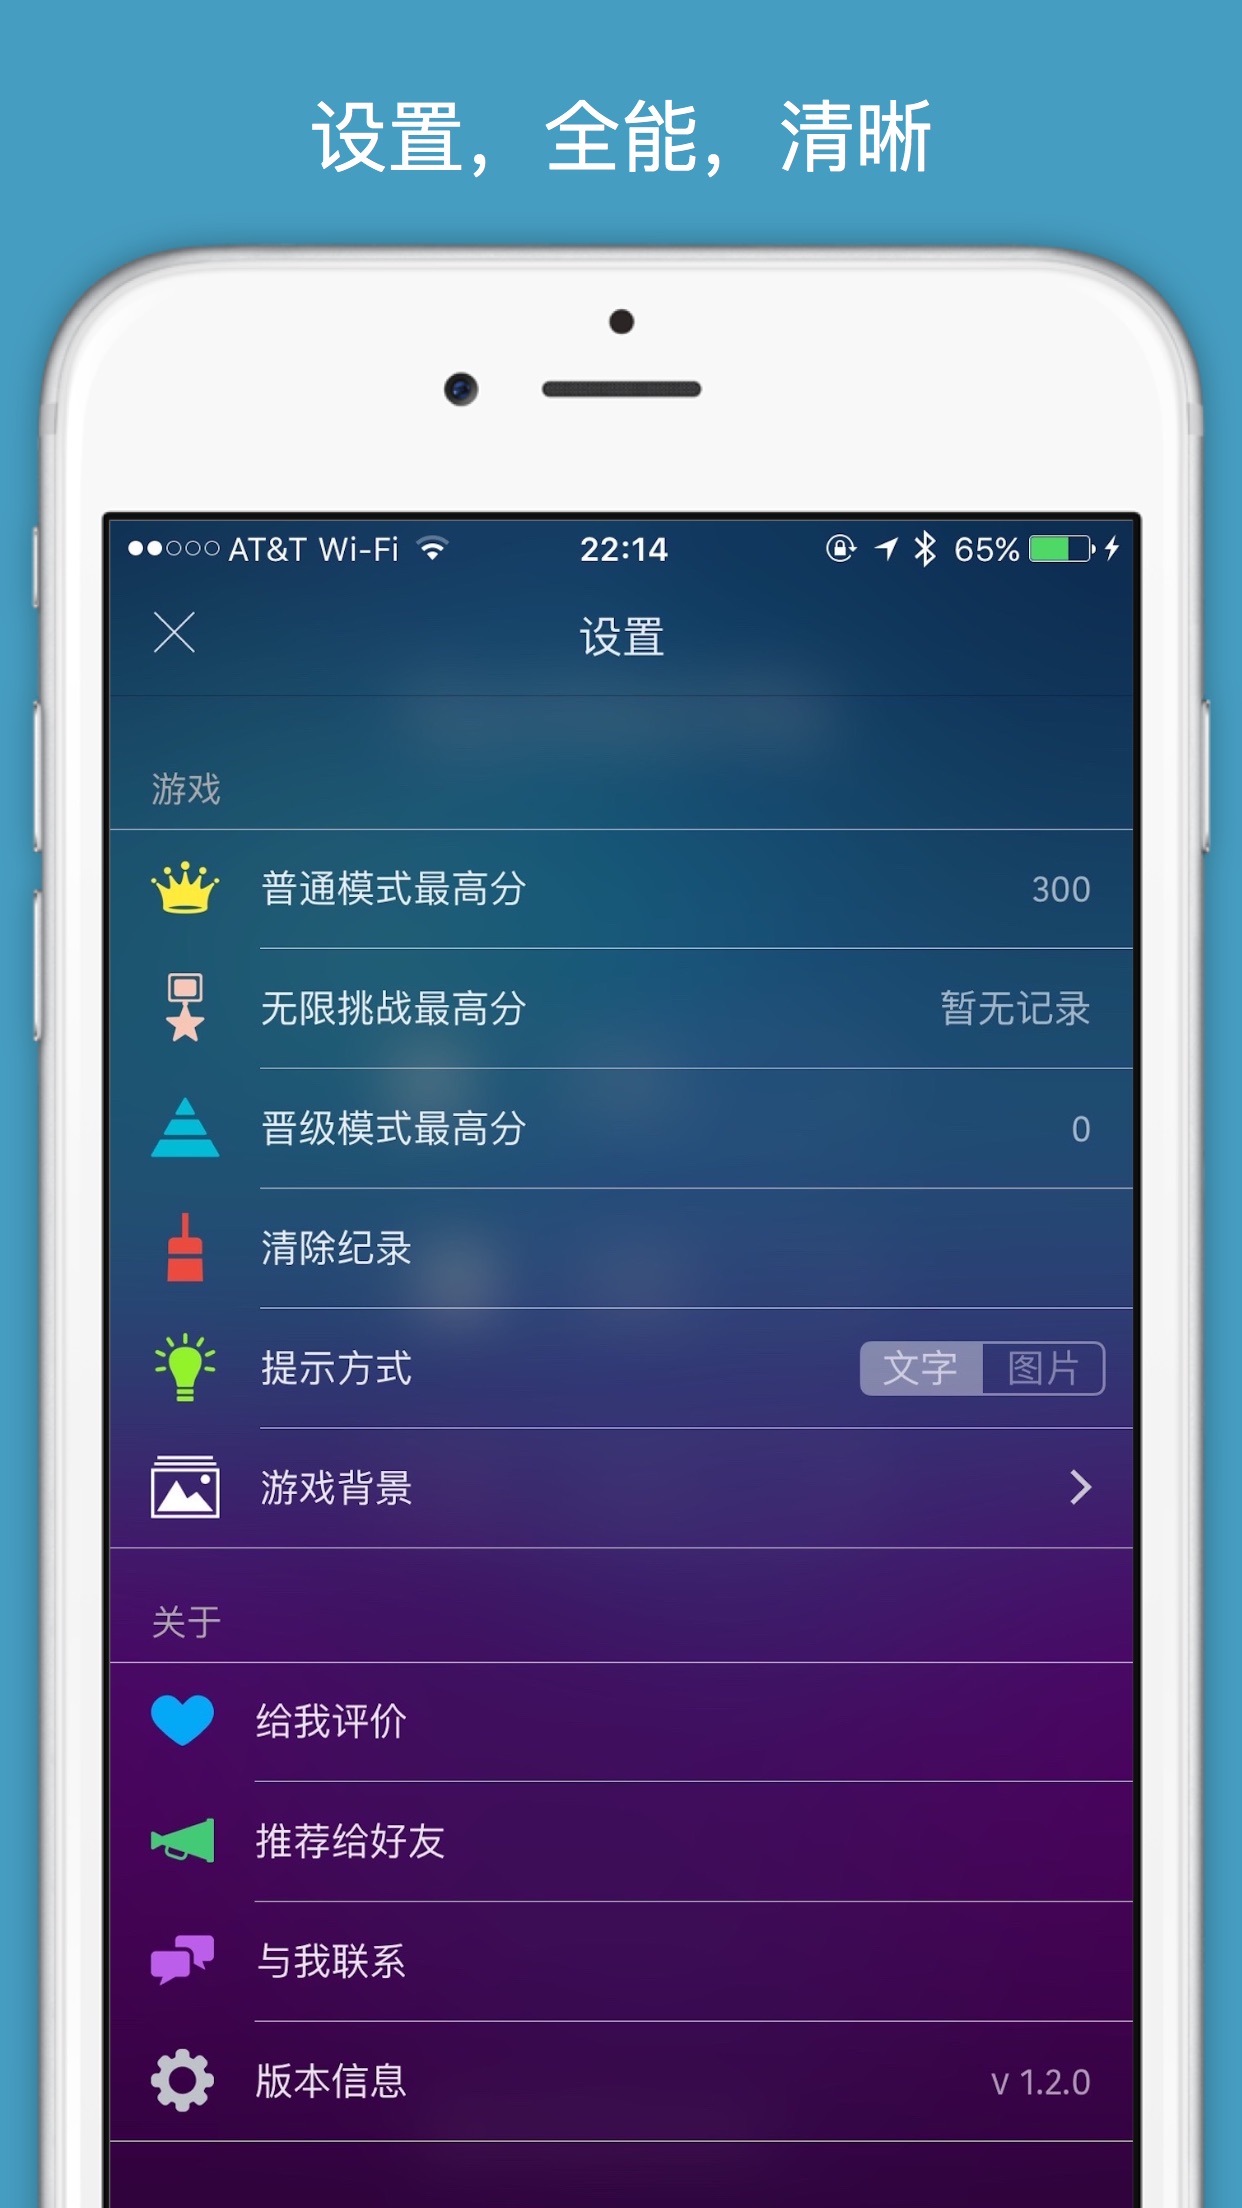 设置，全能，清晰
AT&T Wi-Fi 22:14 65%
设置
游戏
普通模式最高分 300
无限挑战最高分 暂无记录
晋级模式最高分 0
清除纪录
提示方式 文字 图片
游戏背景
关于
给我评价
推荐给好友
与我联系
版本信息 v 1.2.0